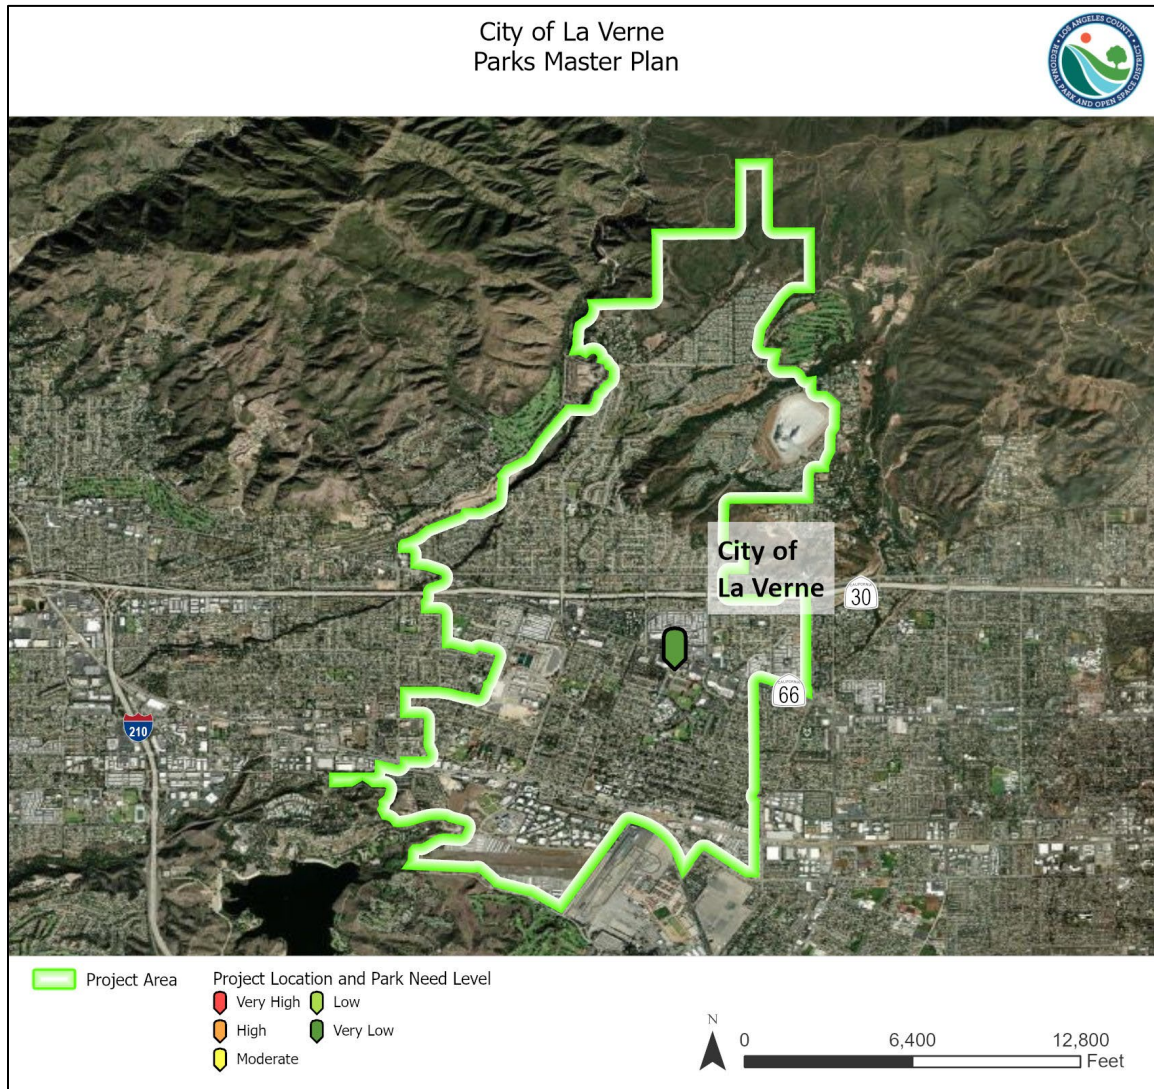 City of La Verne
Parks Master Plan
LOS ANGELES COUNTY
REGIONAL PARK AND OPEN SPACE DISTRICT
City of
La Verne
CALIFORNIA
30
CALIFORNIA
66
210
Project Area
Project Location and Park Need Level
Very High
Low
High
Very Low
Moderate
N
0 6,400 12,800
Feet